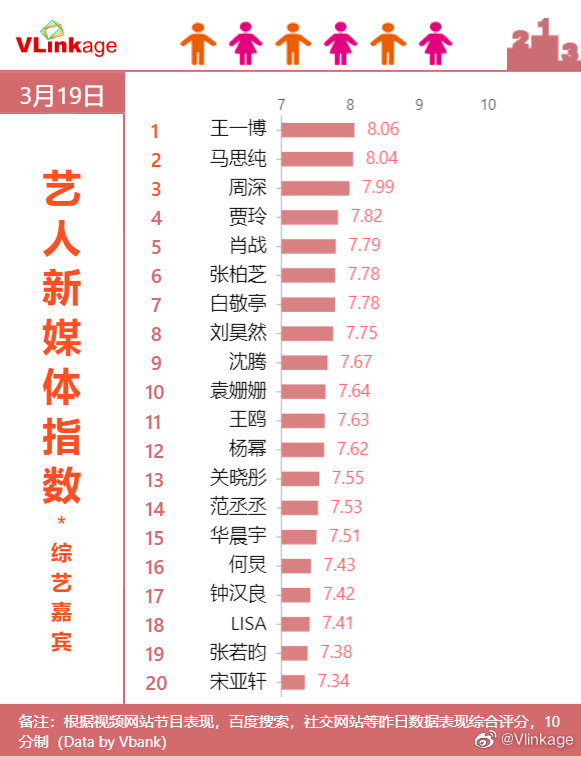 VLinkage
1
2
3
3月19日
艺人新媒体指数
*综艺嘉宾
7 8 9 10
1 王一博 8.06
2 马思纯 8.04
3 周深 7.99
4 贾玲 7.82
5 肖战 7.79
6 张柏芝 7.78
7 白敬亭 7.78
8 刘昊然 7.75
9 沈腾 7.67
10 袁姗姗 7.64
11 王鸥 7.63
12 杨幂 7.62
13 关晓彤 7.55
14 范丞丞 7.53
15 华晨宇 7.51
16 何炅 7.43
17 钟汉良 7.42
18 LISA 7.41
19 张若昀 7.38
20 宋亚轩 7.34
备注：根据视频网站节目表现，百度搜索，社交网站等昨日数据表现综合评分，10
分制（Data by Vbank)
@Vlinkage